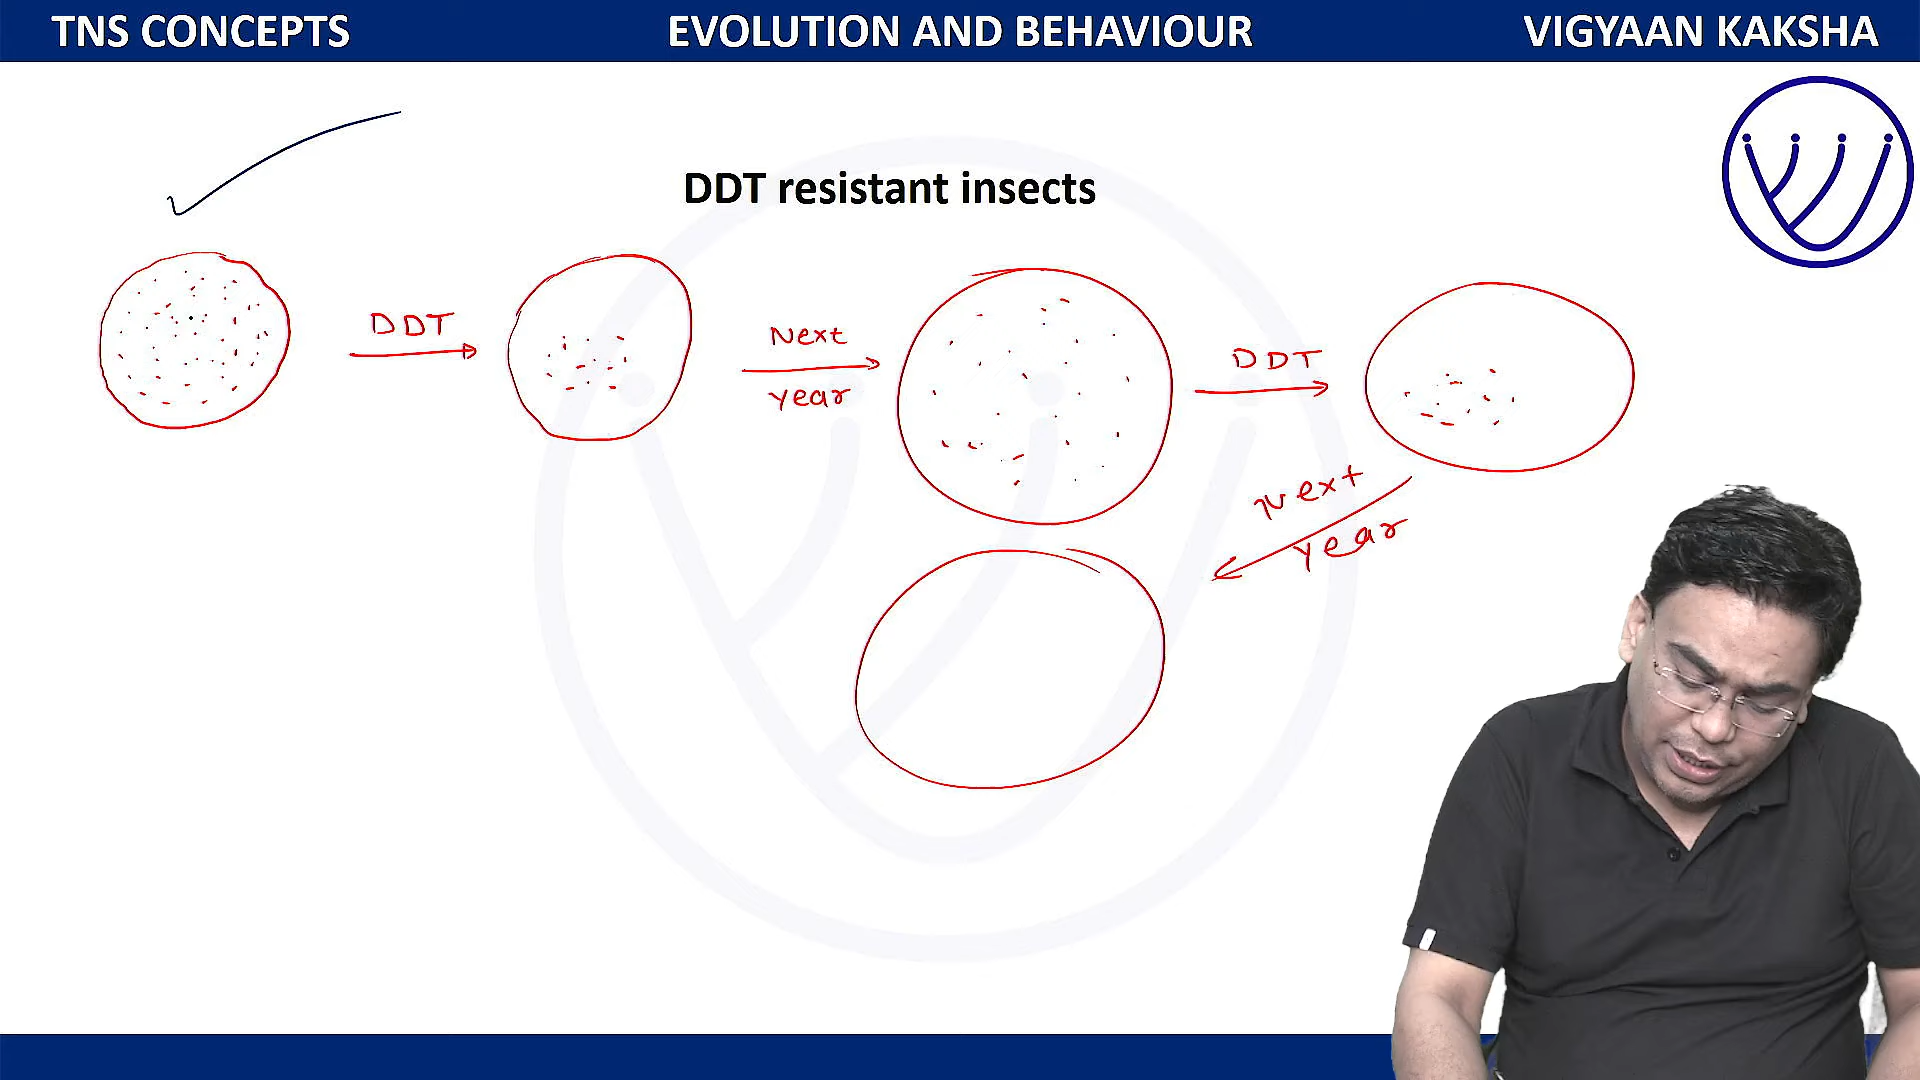 TNS CONCEPTS
EVOLUTION AND BEHAVIOUR
VIGYAAN KAKSHA
DDT resistant insects
DDT
Next
year
DDT
Next
year